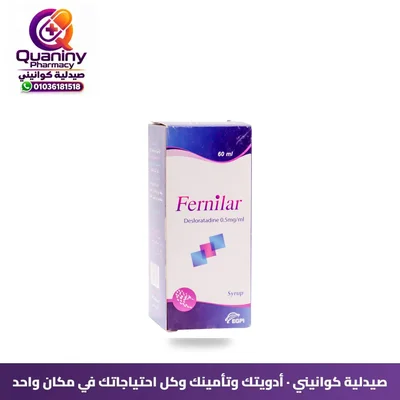 Quaniny
Pharmacy
صيدلية كوانيني
01036181518
60 ml
Fernilar
Desloratadine 0.5mg/ml
Syrup
EGPI
صيدلية كوانيني - أدويتك وتأمينك وكل احتياجاتك في مكان واحد